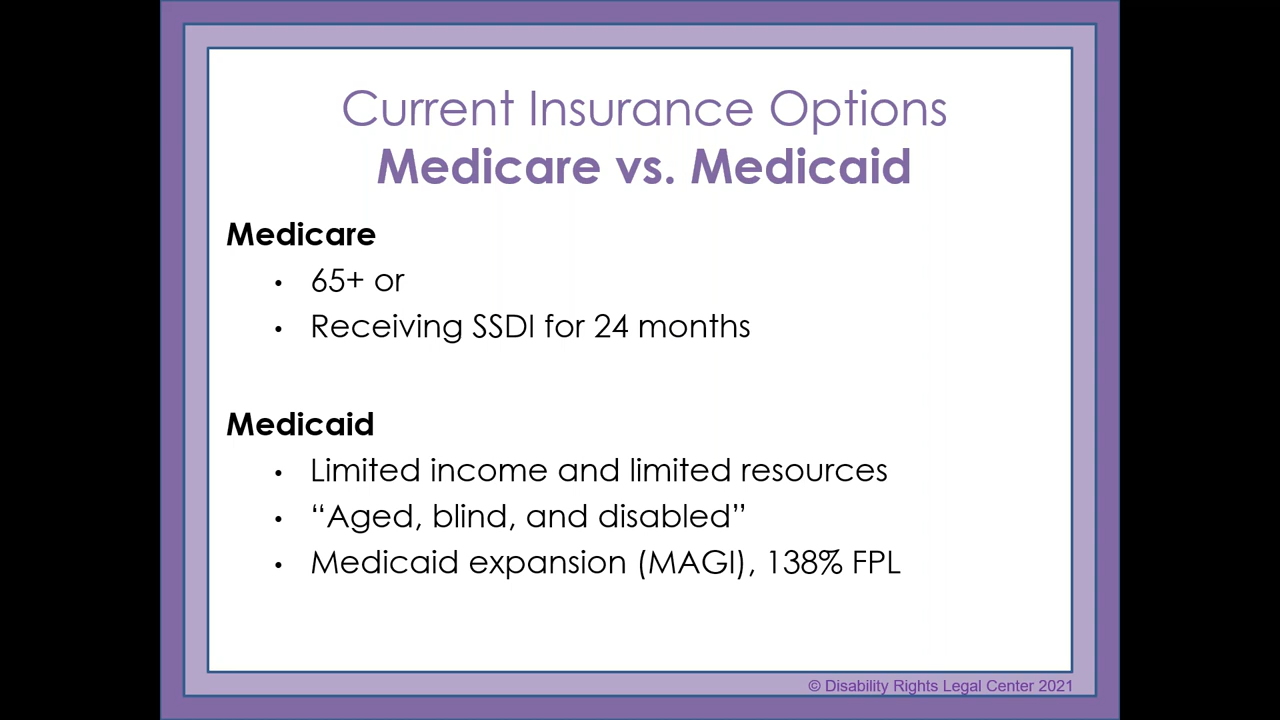 Current Insurance Options
Medicare vs. Medicaid
Medicare
• 65+ or
• Receiving SSDI for 24 months
Medicaid
• Limited income and limited resources
• “Aged, blind, and disabled”
• Medicaid expansion (MAGI), 138% FPL
© Disability Rights Legal Center 2021